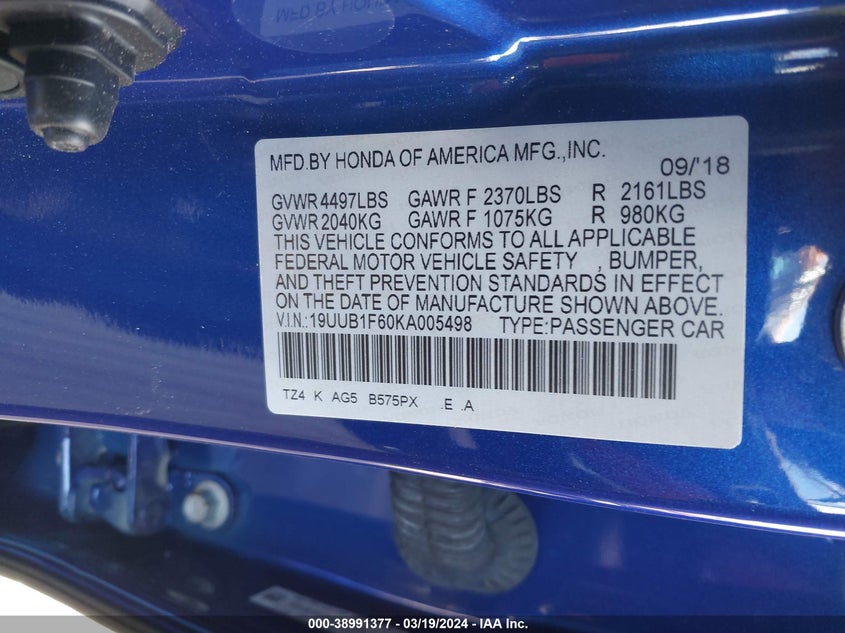 MFD.BY HONDA OF AMERICA MFG.,INC.
09/'18
GVWR 4497LBS GAWR F 2370LBS R 2161LBS
GVWR 2040KG GAWR F 1075KG R 980KG
THIS VEHICLE CONFORMS TO ALL APPLICABLE
FEDERAL MOTOR VEHICLE SAFETY , BUMPER,
AND THEFT PREVENTION STANDARDS IN EFFECT
ON THE DATE OF MANUFACTURE SHOWN ABOVE.
V.I.N.:19UUB1F60KA005498 TYPE:PASSENGER CAR
TZ4 K AG5 B575PX .E .A
000-38991377 — 03/19/2024 — IAA Inc.